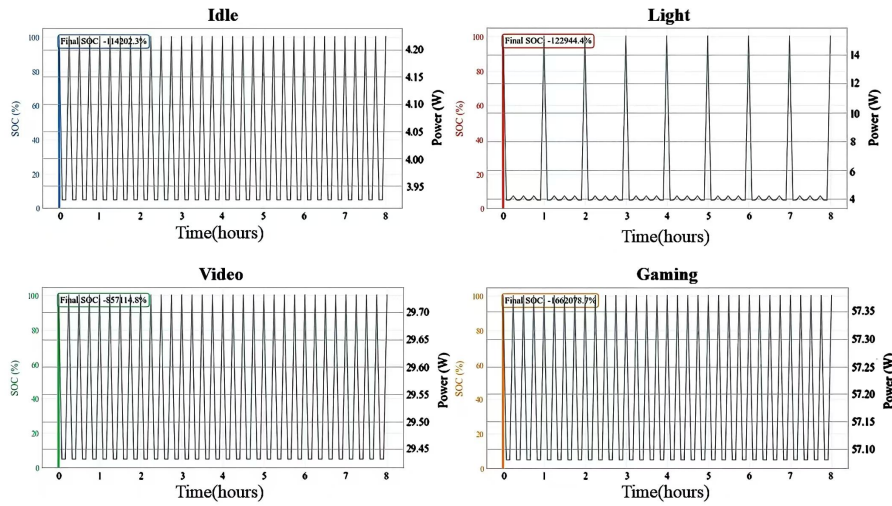 Idle
Light
100
80
60
40
20
0
SOC (%)
Final SOC: -114202.3%
4.20
4.15
4.10
4.05
4.00
3.95
Power (W)
0 1 2 3 4 5 6 7 8
Time(hours)
100
80
60
40
20
0
SOC (%)
Final SOC: -122944.4%
14
12
10
8
6
4
Power (W)
0 1 2 3 4 5 6 7 8
Time(hours)
Video
Gaming
100
80
60
40
20
0
SOC (%)
Final SOC: -857114.8%
29.70
29.65
29.60
29.55
29.50
29.45
Power (W)
0 1 2 3 4 5 6 7 8
Time(hours)
100
80
60
40
20
0
SOC (%)
Final SOC: -1662078.7%
57.35
57.30
57.25
57.20
57.15
57.10
Power (W)
0 1 2 3 4 5 6 7 8
Time(hours)